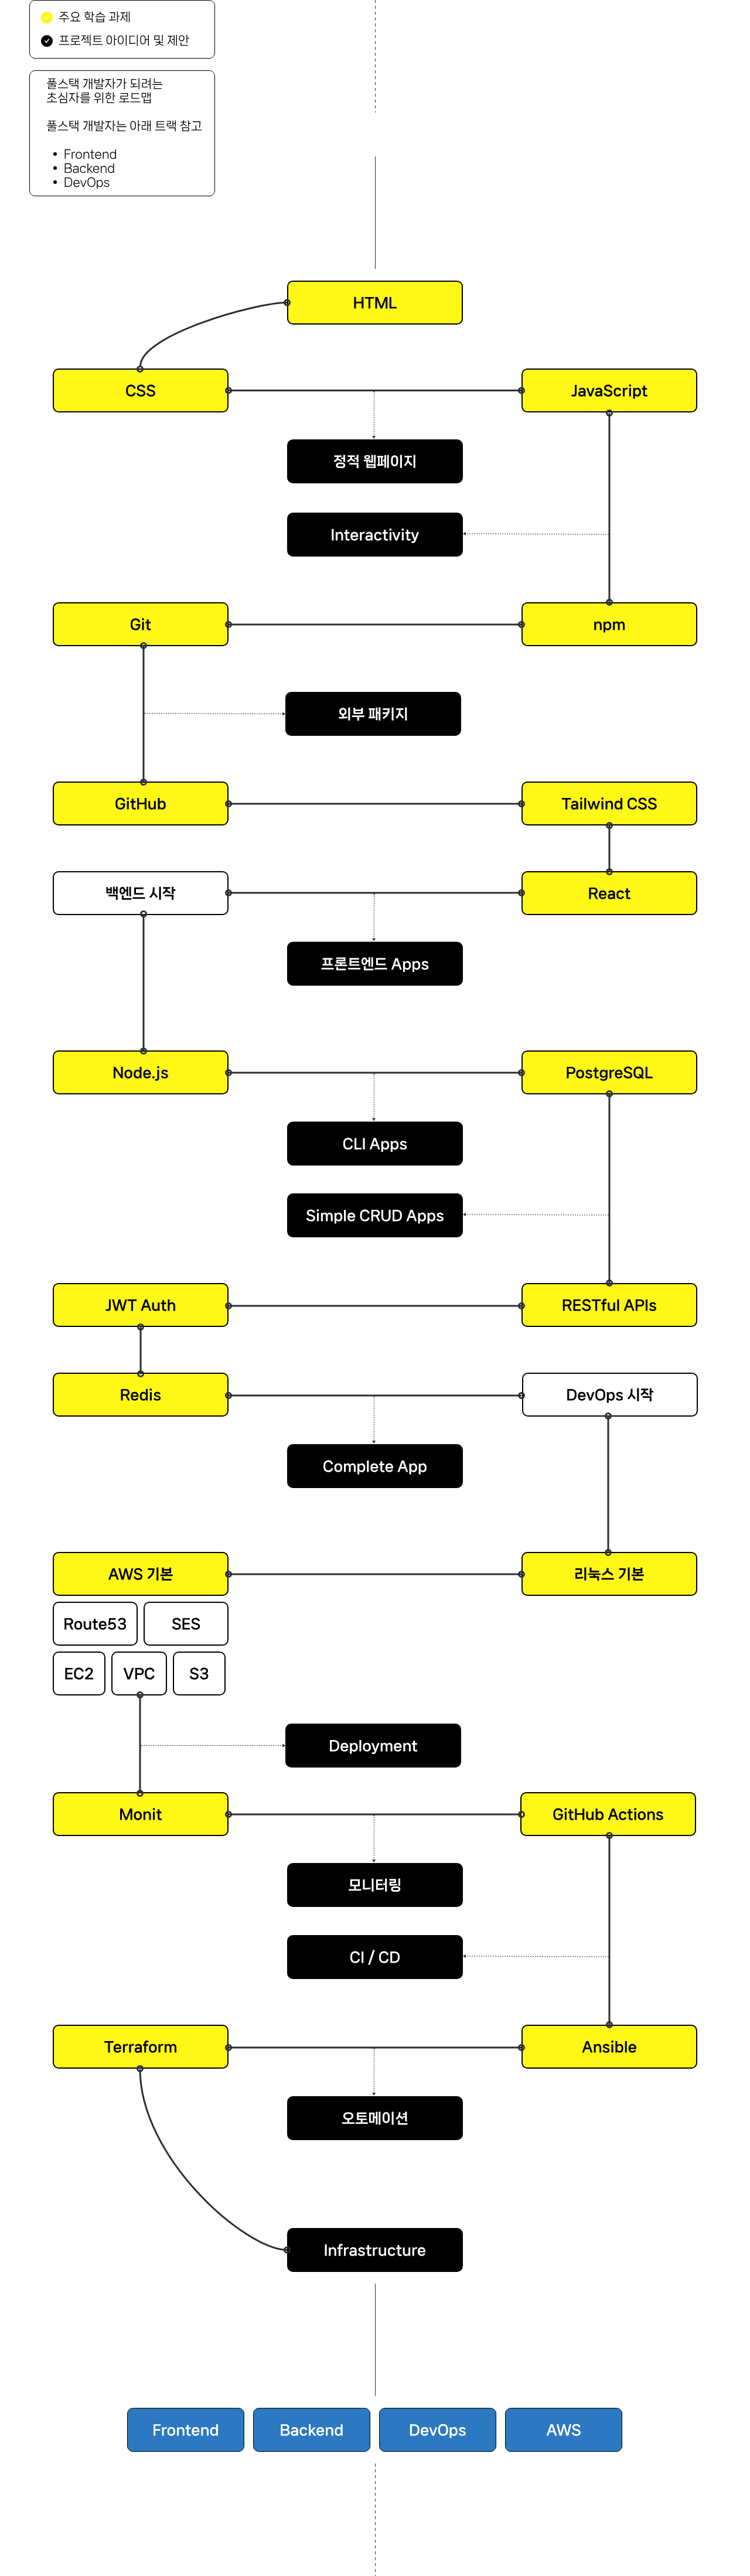 주요 학습 과제
프로젝트 아이디어 및 제안
풀스택 개발자가 되려는
초심자를 위한 로드맵
풀스택 개발자는 아래 트랙 참고
• Frontend
• Backend
• DevOps
HTML
CSS
JavaScript
정적 웹페이지
Interactivity
Git
npm
외부 패키지
GitHub
Tailwind CSS
백엔드 시작
React
프론트엔드 Apps
Node.js
PostgreSQL
CLI Apps
Simple CRUD Apps
JWT Auth
RESTful APIs
Redis
DevOps 시작
Complete App
AWS 기본
리눅스 기본
Route53
SES
EC2
VPC
S3
Deployment
Monit
GitHub Actions
모니터링
CI / CD
Terraform
Ansible
오토메이션
Infrastructure
Frontend
Backend
DevOps
AWS